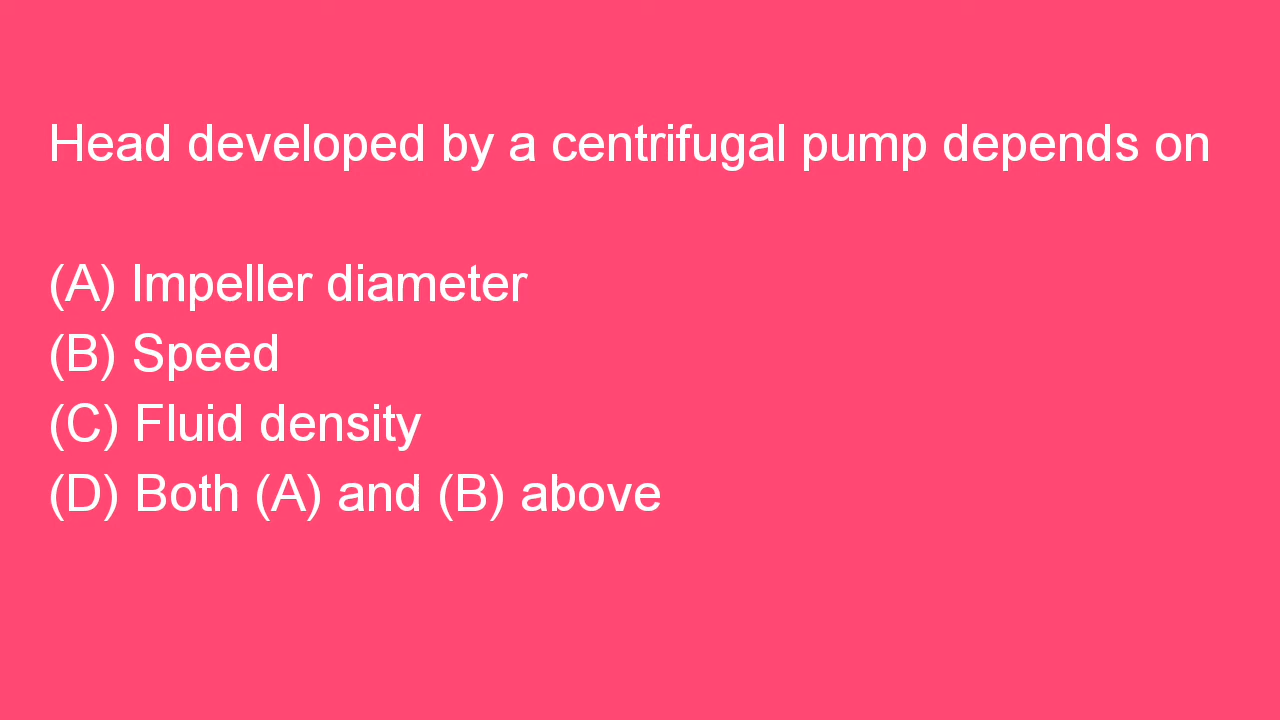 Head developed by a centrifugal pump depends on
(A) Impeller diameter
(B) Speed
(C) Fluid density
(D) Both (A) and (B) above